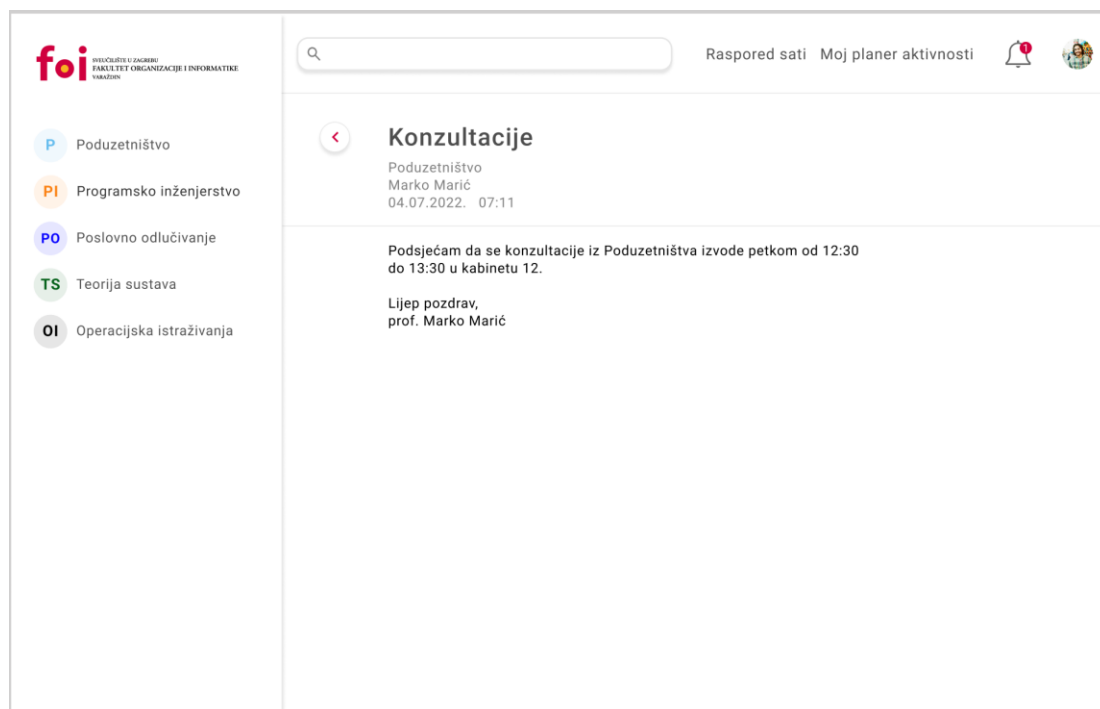 foi
SVEUČILIŠTE U ZAGREBU
FAKULTET ORGANIZACIJE I INFORMATIKE
VARAŽDIN
Raspored sati
Moj planer aktivnosti
1
P Poduzetništvo
PI Programsko inženjerstvo
PO Poslovno odlučivanje
TS Teorija sustava
OI Operacijska istraživanja
Konzultacije
Poduzetništvo
Marko Marić
04.07.2022. 07:11
Podsjećam da se konzultacije iz Poduzetništva izvode petkom od 12:30
do 13:30 u kabinetu 12.
Lijep pozdrav,
prof. Marko Marić